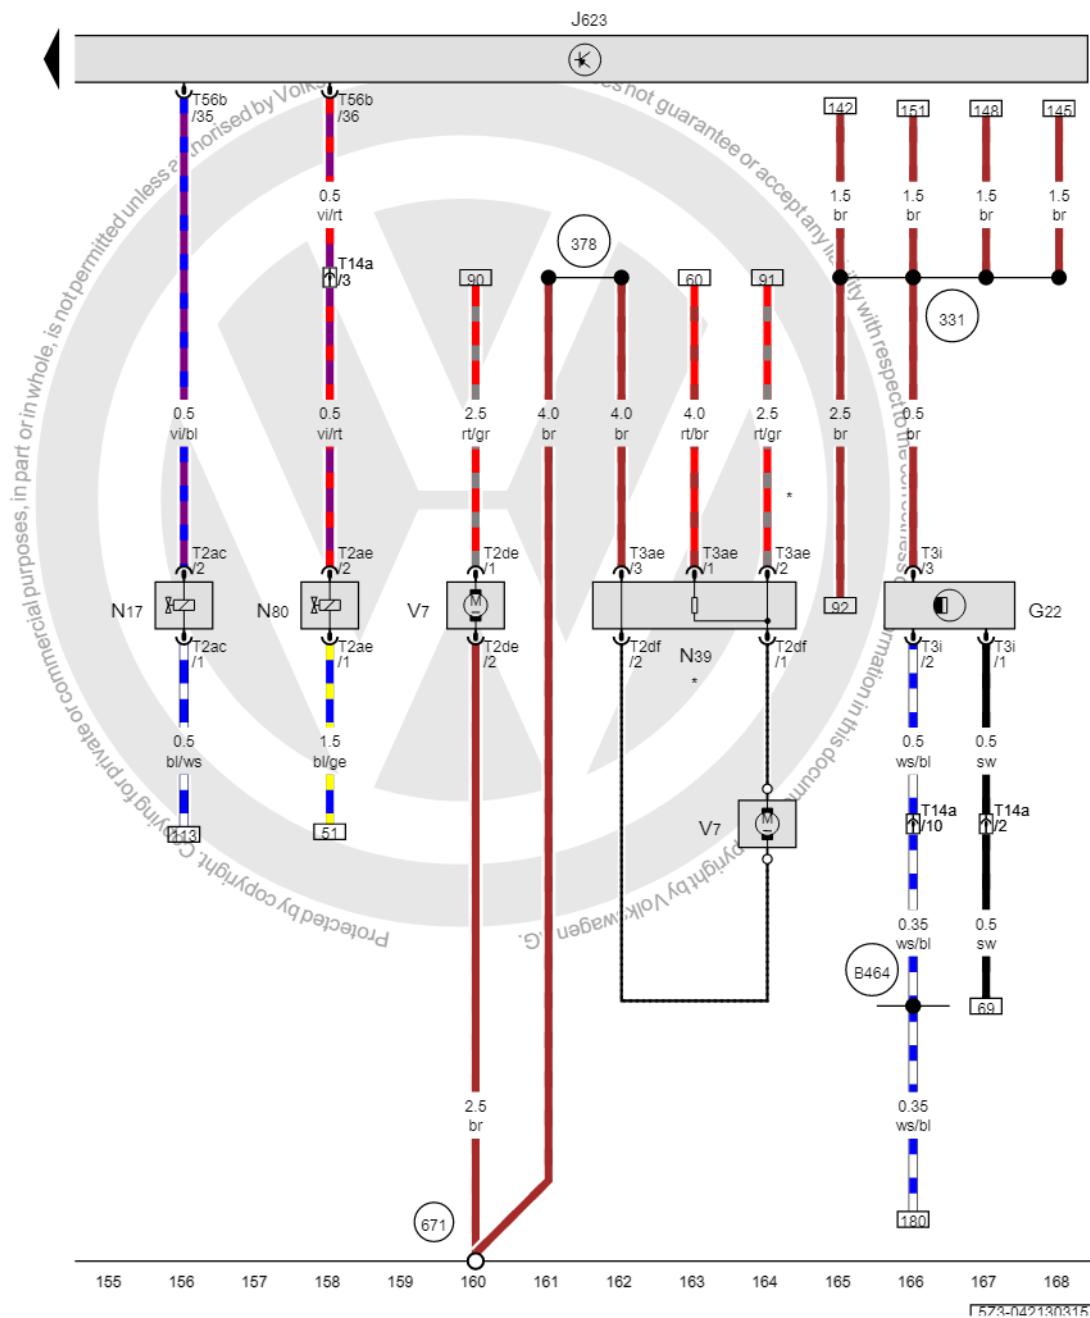 J623
T56b
/35
T56b
/36
142
151
148
145
0.5
vi/rt
1.5
br
1.5
br
1.5
br
1.5
br
378
T14a
/3
90
60
91
331
0.5
vi/bl
0.5
vi/rt
2.5
rt/gr
4.0
br
4.0
br
4.0
rt/br
2.5
rt/gr
2.5
br
0.5
br
*
T2ac
/2
T2ae
/2
T2de
/1
T3ae
/3
T3ae
/1
T3ae
/2
T3i
/3
N17
N80
V7
M
92
G22
T2ac
/1
T2ae
/1
T2de
/2
T2df
/2
N39
*
T2df
/1
T3i
/2
T3i
/1
0.5
bl/ws
1.5
bl/ge
0.5
ws/bl
0.5
sw
113
51
V7
M
T14a
/10
T14a
/2
0.35
ws/bl
0.5
sw
B464
69
2.5
br
0.35
ws/bl
671
180
155 156 157 158 159 160 161 162 163 164 165 166 167 168
5Z3-042130315
Protected by copyright. Copying for private or commercial purposes, in part or in whole, is not permitted unless
norised by Volks
es not guarantee or accept any liability with respect to the correctness
rmation in this docum
pyright by Volkswagen AG.